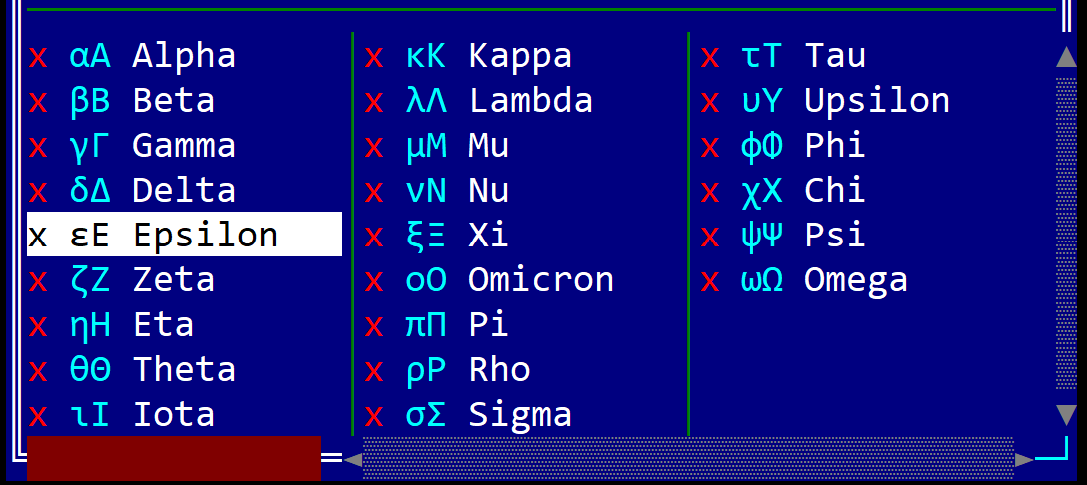 x αΑ Alpha
x βΒ Beta
x γΓ Gamma
x δΔ Delta
x εΕ Epsilon
x ζΖ Zeta
x ηΗ Eta
x θΘ Theta
x ιΙ Iota
x κΚ Kappa
x λΛ Lambda
x μΜ Mu
x νΝ Nu
x ξΞ Xi
x οΟ Omicron
x πΠ Pi
x ρΡ Rho
x σΣ Sigma
x τΤ Tau
x υΥ Upsilon
x φΦ Phi
x χΧ Chi
x ψΨ Psi
x ωΩ Omega